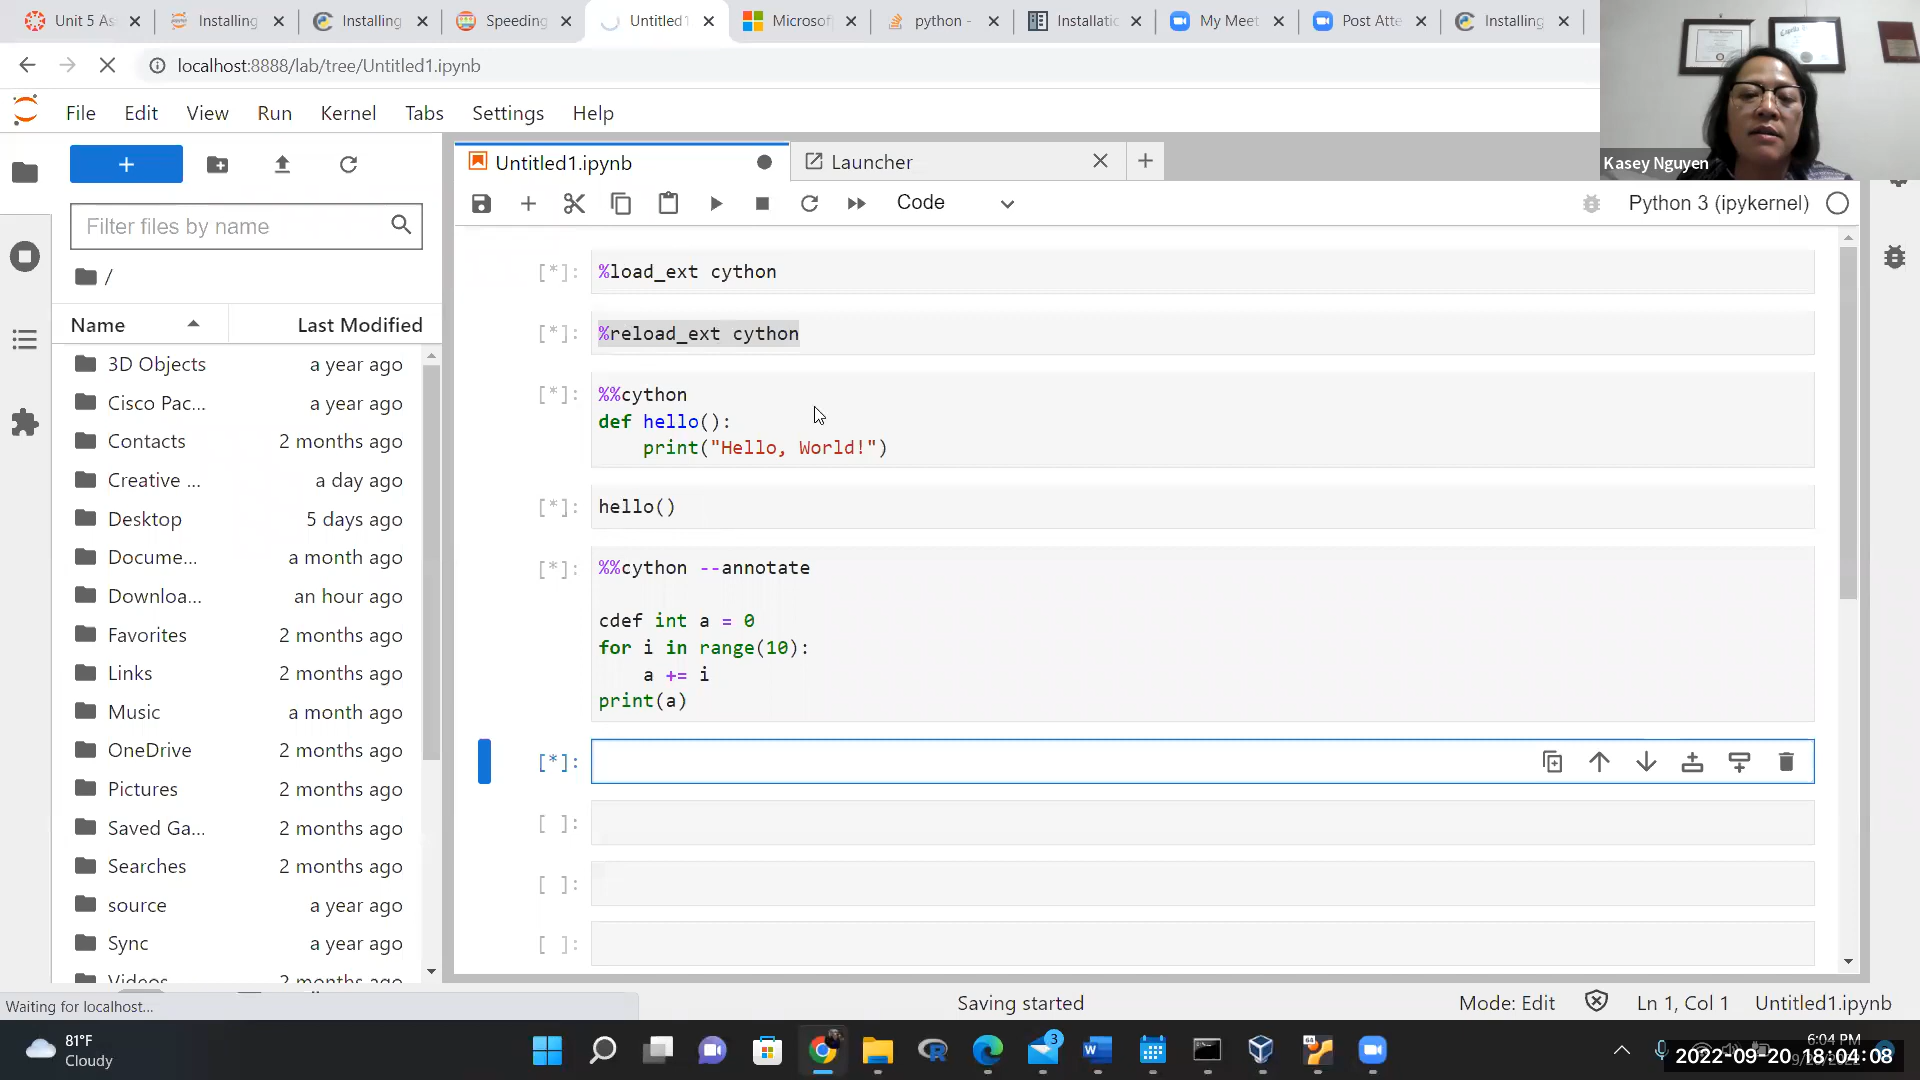 Unit 5 Ass
Installing
Installing
Speeding
Untitled1
Microsof
python -
Installatic
My Meet
Post Atte
Installing
localhost:8888/lab/tree/Untitled1.ipynb
File Edit View Run Kernel Tabs Settings Help
Kasey Nguyen
Untitled1.ipynb
Launcher
Code
Python 3 (ipykernel)
Filter files by name
/
Name
Last Modified
3D Objects a year ago
Cisco Pac... a year ago
Contacts 2 months ago
Creative ... a day ago
Desktop 5 days ago
Docume... a month ago
Downloa... an hour ago
Favorites 2 months ago
Links 2 months ago
Music a month ago
OneDrive 2 months ago
Pictures 2 months ago
Saved Ga... 2 months ago
Searches 2 months ago
source a year ago
Sync a year ago
Videos 2 months ago
[*]: %load_ext cython
[*]: %reload_ext cython
[*]: %%cython
def hello():
print("Hello, World!")
[*]: hello()
[*]: %%cython --annotate
cdef int a = 0
for i in range(10):
a += i
print(a)
[*]:
[ ]:
[ ]:
[ ]:
Waiting for localhost...
Saving started
Mode: Edit
Ln 1, Col 1
Untitled1.ipynb
81°F
Cloudy
3
64
6:04 PM
2022-09-20 18:04:08